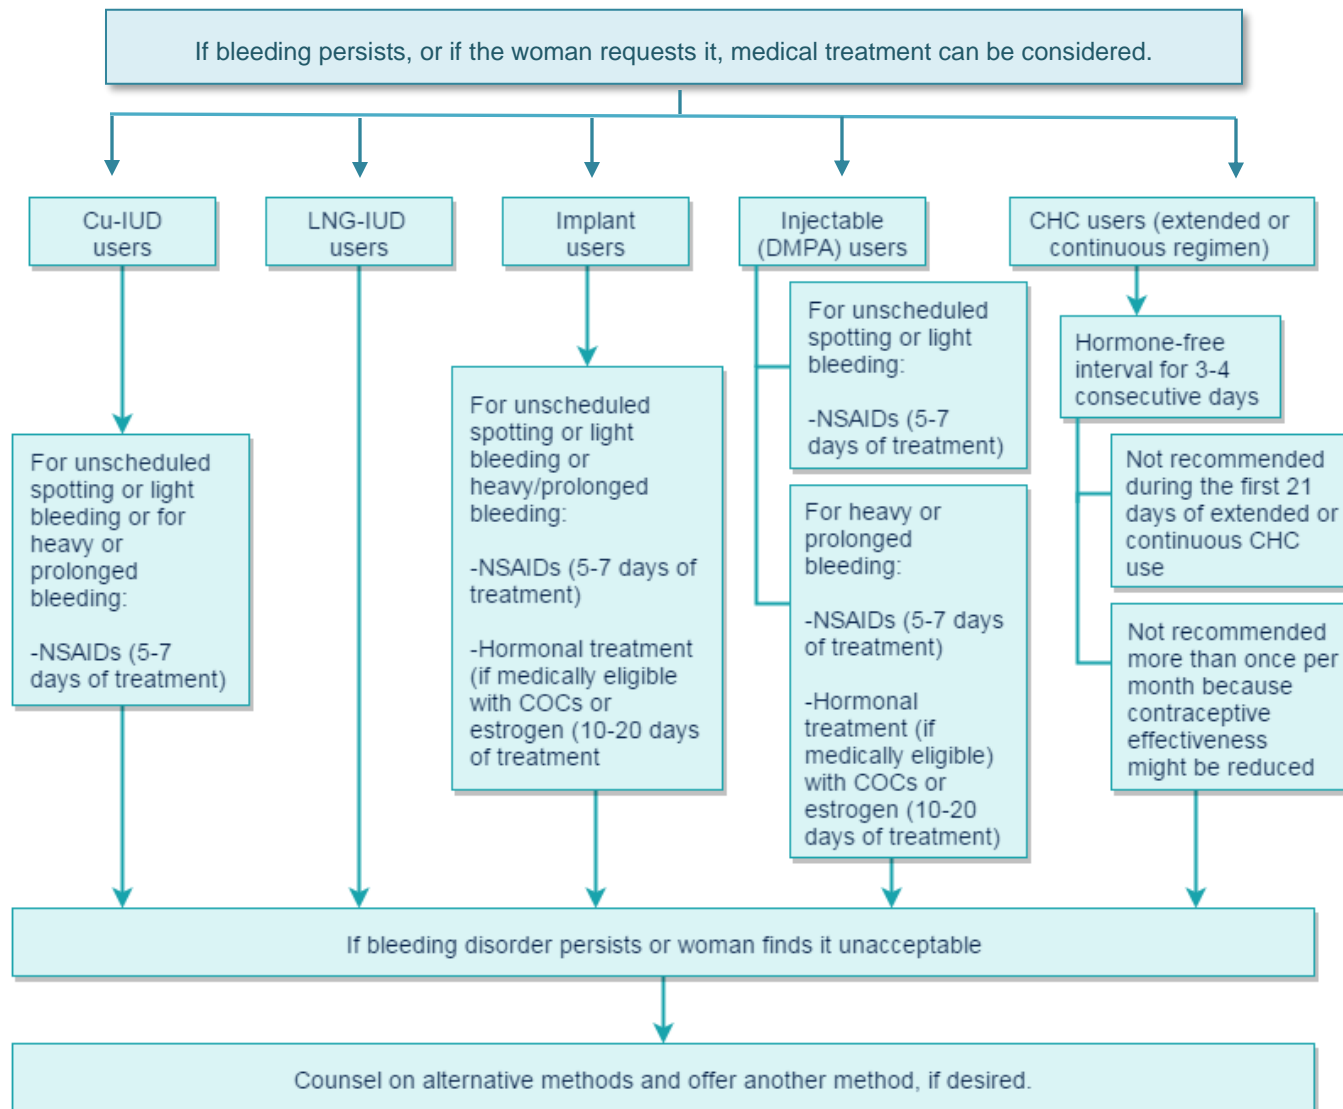 If bleeding persists, or if the woman requests it, medical treatment can be considered.
Cu-IUD
users
LNG-IUD
users
Implant
users
Injectable
(DMPA) users
CHC users (extended or
continuous regimen)
For unscheduled
spotting or light
bleeding or for
heavy or
prolonged
bleeding:
-NSAIDs (5-7
days of treatment)
For unscheduled
spotting or light
bleeding or
heavy/prolonged
bleeding:
-NSAIDs (5-7 days of
treatment)
-Hormonal treatment
(if medically eligible
with COCs or
estrogen (10-20 days
of treatment
For unscheduled
spotting or light
bleeding:
-NSAIDs (5-7
days of treatment)
For heavy or
prolonged
bleeding:
-NSAIDs (5-7 days
of treatment)
-Hormonal
treatment (if
medically eligible)
with COCs or
estrogen (10-20
days of treatment)
Hormone-free
interval for 3-4
consecutive days
Not recommended
during the first 21
days of extended or
continuous CHC
use
Not recommended
more than once per
month because
contraceptive
effectiveness
might be reduced
If bleeding disorder persists or woman finds it unacceptable
Counsel on alternative methods and offer another method, if desired.